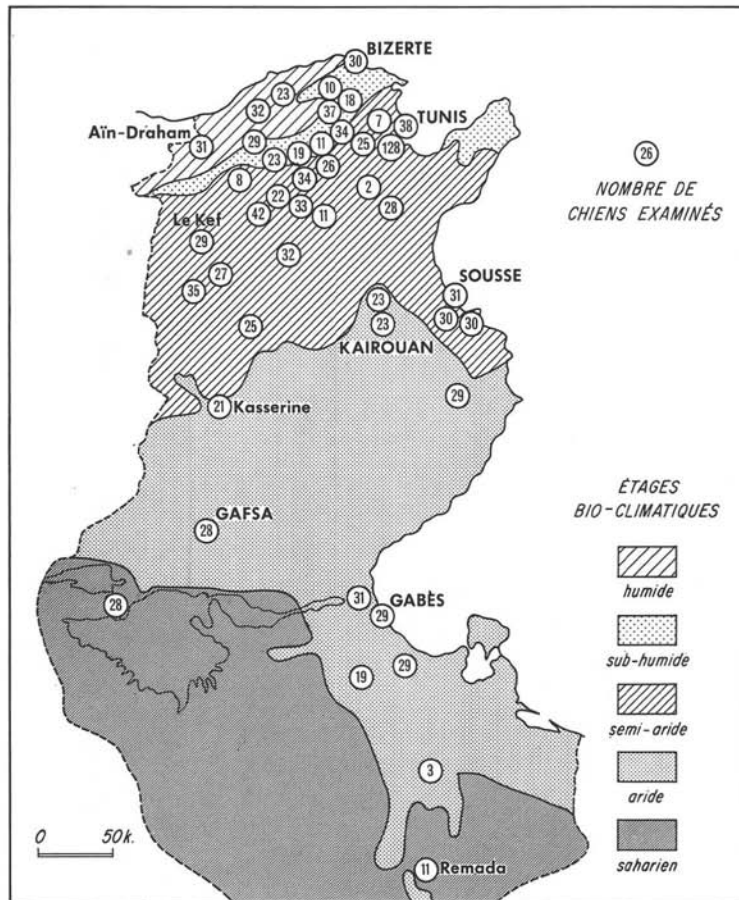 BIZERTE
30
10
23
18
32
37
7
38
TUNIS
Aïn-Draham
31
29
34
11
25
128
19
23
26
8
34
2
22
28
33
42
11
Le Kef
29
32
27
35
SOUSSE
31
23
30
30
23
25
KAIROUAN
29
21
Kasserine
GAFSA
28
28
31
GABÈS
29
29
19
3
11
Remada
0 50k.
26
NOMBRE DE
CHIENS EXAMINÉS
ÉTAGES
BIO-CLIMATIQUES
humide
sub-humide
semi-aride
aride
saharien